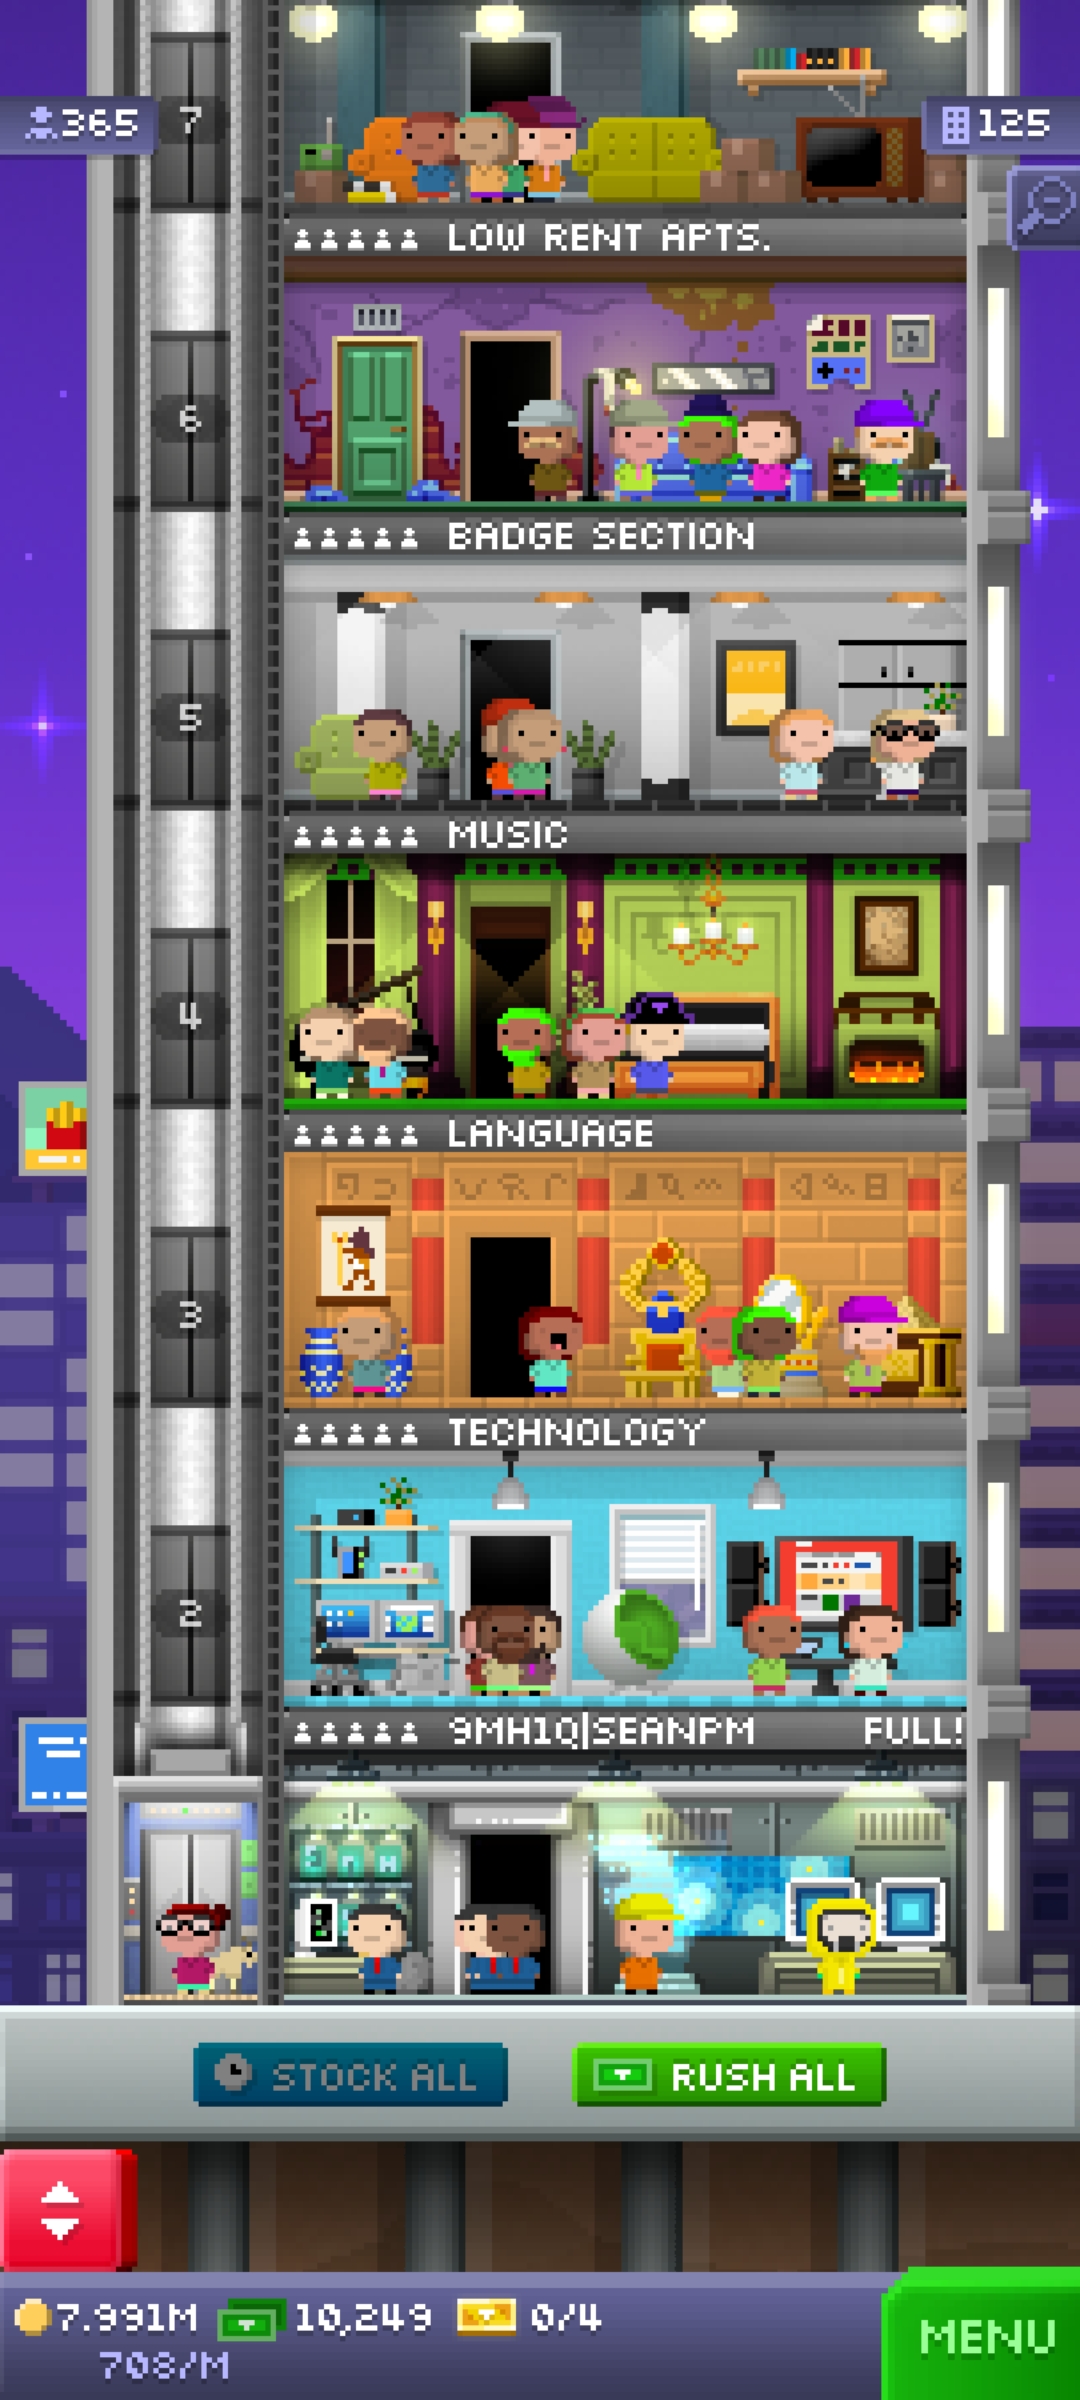 365
7
125
LOW RENT APTS.
6
BADGE SECTION
5
MUSIC
4
LANGUAGE
3
TECHNOLOGY
2
9MH1Q|SEANPM FULL!
STOCK ALL
RUSH ALL
7.991M 10,249 0/4
708/M
MENU